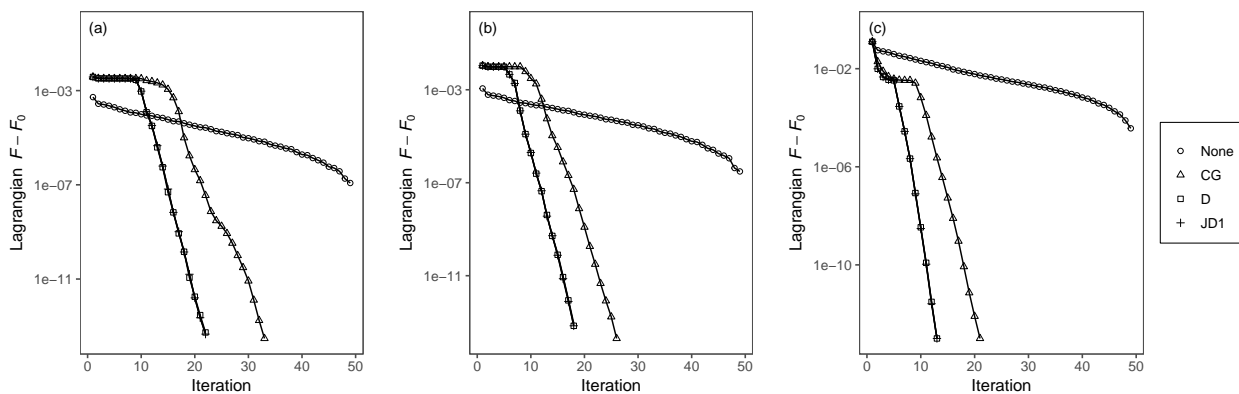 (a)
1e−03
1e−07
1e−11
0 10 20 30 40 50
Iteration
Lagrangian F − F0
(b)
1e−03
1e−07
1e−11
0 10 20 30 40 50
Iteration
Lagrangian F − F0
(c)
1e−02
1e−06
1e−10
0 10 20 30 40 50
Iteration
Lagrangian F − F0
None
CG
D
JD1